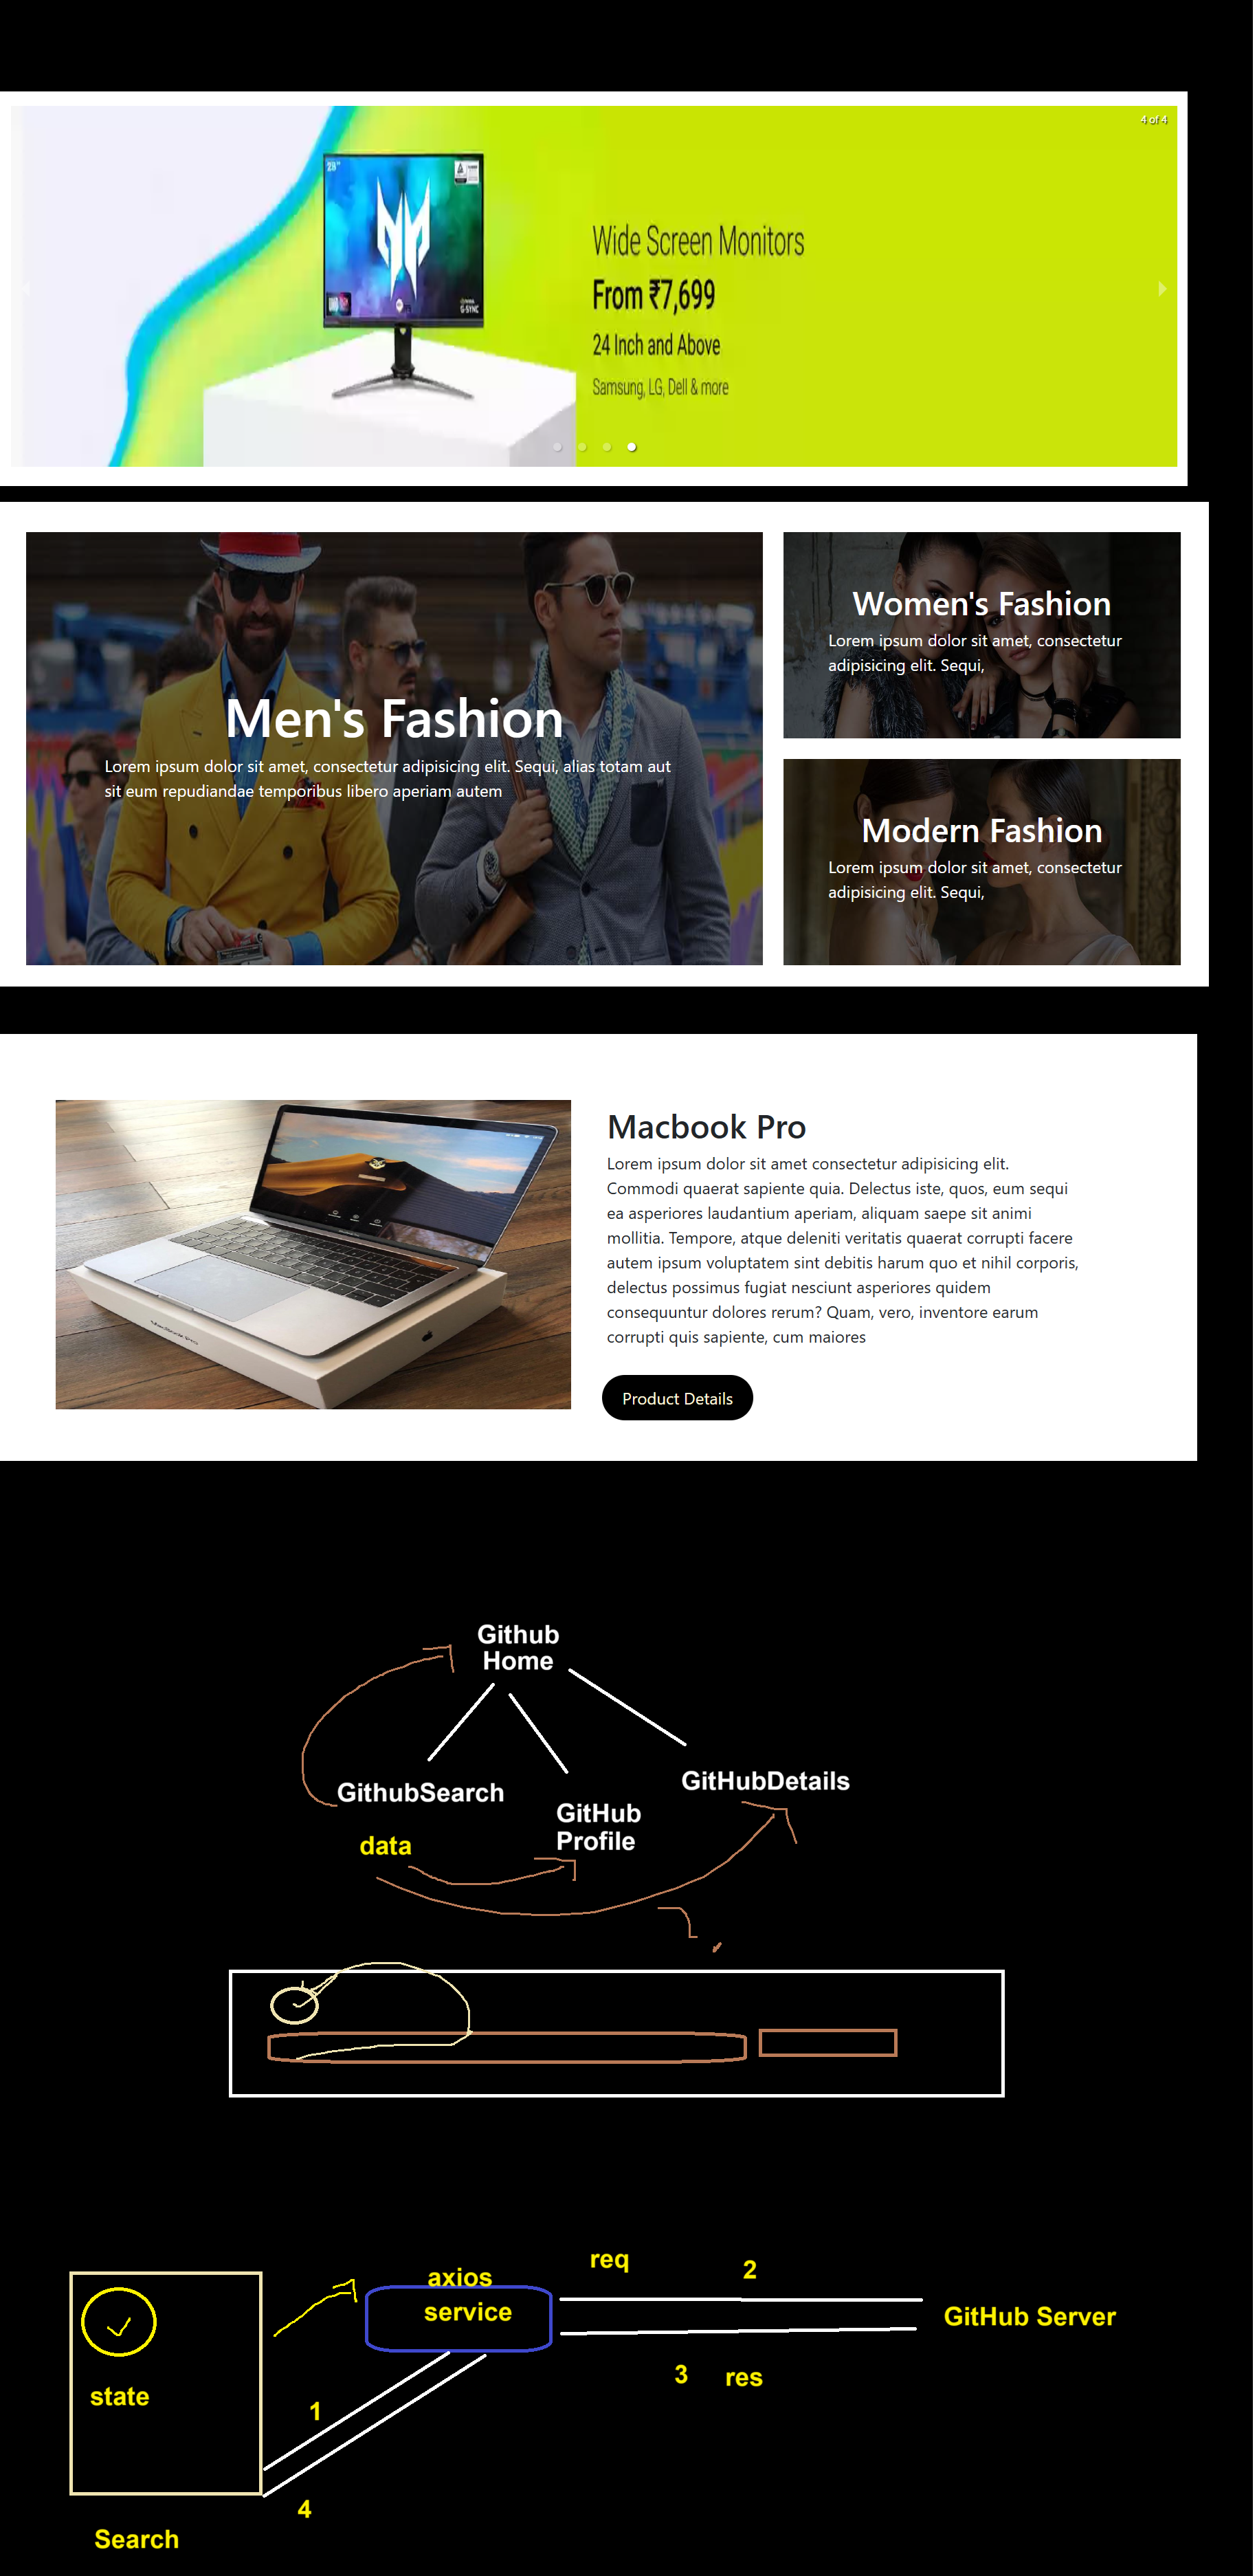 4 of 4
28"
Wide Screen Monitors
From ₹7,699
24 Inch and Above
Samsung, LG, Dell & more
G-SYNC
Men's Fashion
Lorem ipsum dolor sit amet, consectetur adipisicing elit. Sequi, alias totam aut
sit eum repudiandae temporibus libero aperiam autem
Women's Fashion
Lorem ipsum dolor sit amet, consectetur
adipisicing elit. Sequi,
Modern Fashion
Lorem ipsum dolor sit amet, consectetur
adipisicing elit. Sequi,
Macbook Pro
Lorem ipsum dolor sit amet consectetur adipisicing elit.
Commodi quaerat sapiente quia. Delectus iste, quos, eum sequi
ea asperiores laudantium aperiam, aliquam saepe sit animi
mollitia. Tempore, atque deleniti veritatis quaerat corrupti facere
autem ipsum voluptatem sint debitis harum quo et nihil corporis,
delectus possimus fugiat nesciunt asperiores quidem
consequuntur dolores rerum? Quam, vero, inventore earum
corrupti quis sapiente, cum maiores
Product Details
Github
Home
GithubSearch
GitHub
Profile
GitHubDetails
data
req
2
axios
service
GitHub Server
3
res
state
1
4
Search